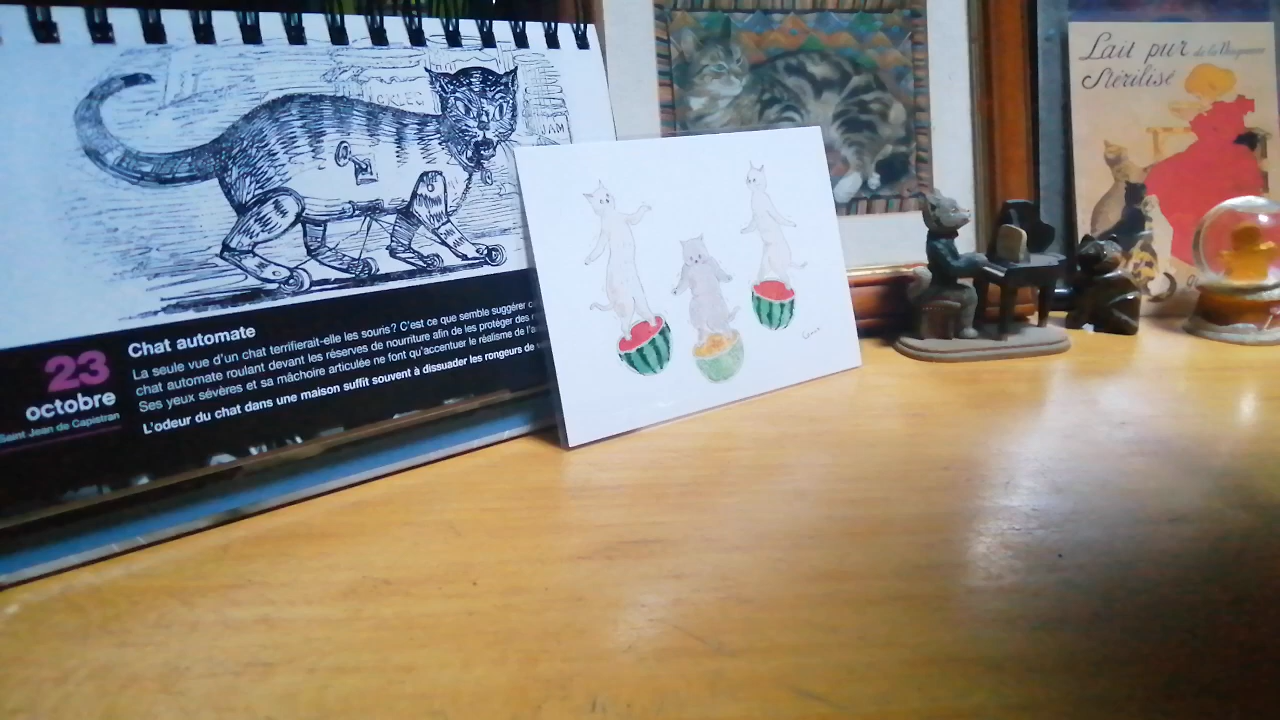 JAM
23
octobre
Saint Jean de Capistran
Chat automate
La seule vue d'un chat terrifierait-elle les souris? C'est ce que semble suggérer
chat automate roulant devant les réserves de nourriture afin de les protéger des
Ses yeux sévères et sa mâchoire articulée ne font qu'accentuer le réalisme de
L'odeur du chat dans une maison suffit souvent à dissuader les rongeurs de
Lait pur de la
Stérilisé